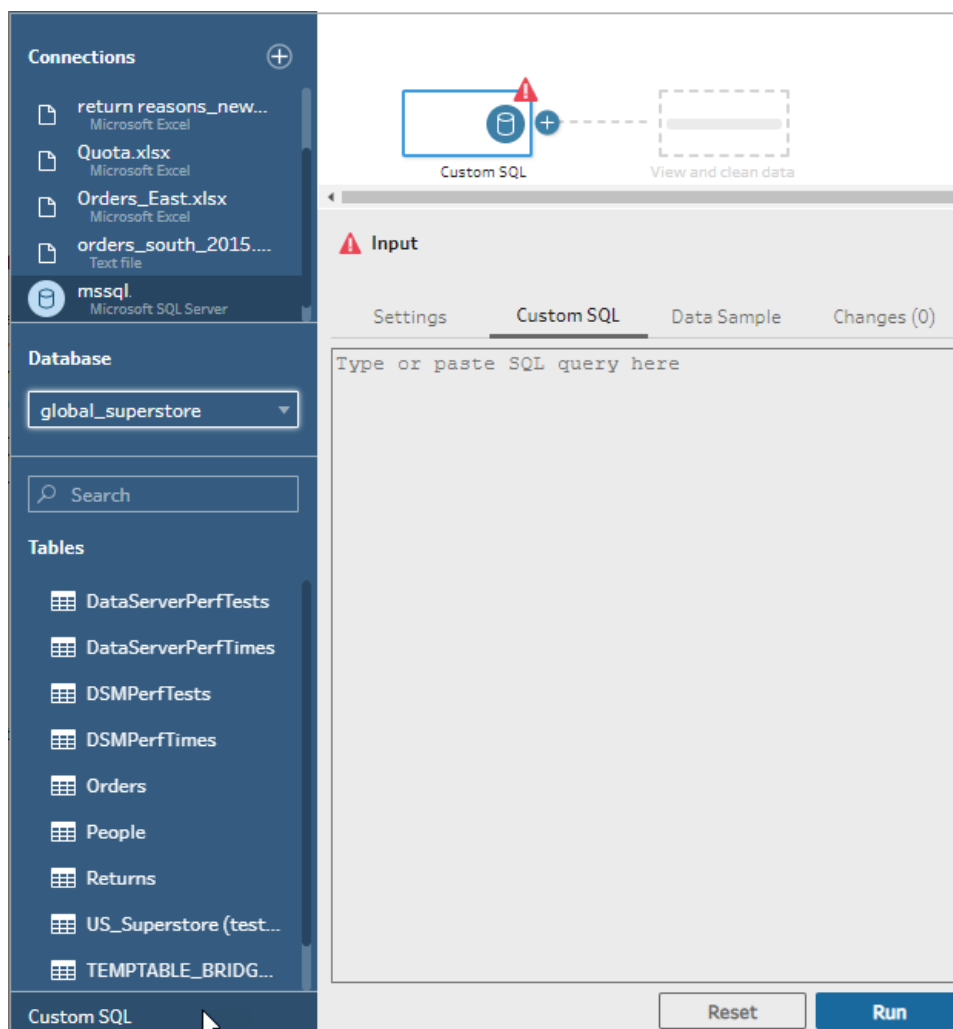 Connections
return reasons_new...
Microsoft Excel
Quota.xlsx
Microsoft Excel
Orders_East.xlsx
Microsoft Excel
orders_south_2015....
Text file
mssql.
Microsoft SQL Server
Database
global_superstore
Search
Tables
DataServerPerfTests
DataServerPerfTimes
DSMPerfTests
DSMPerfTimes
Orders
People
Returns
US_Superstore (test...
TEMPTABLE_BRIDG...
Custom SQL
Custom SQL
View and clean data
Input
Settings
Custom SQL
Data Sample
Changes (0)
Type or paste SQL query here
Reset
Run